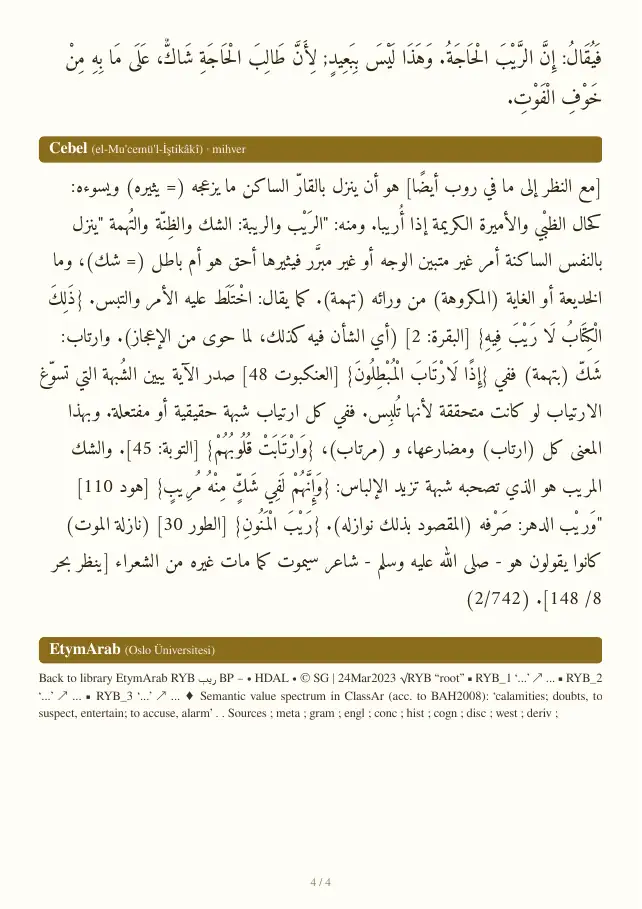 فَيُقَالُ: إِنَّ الرَّيْبَ الْحَاجَةُ. وَهَذَا لَيْسَ بِبَعِيدٍ; لِأَنَّ طَالِبَ الْحَاجَةِ شَاكٌّ، عَلَى مَا بِهِ مِنْ
خَوْفِ الْفَوْتِ.
Cebel (el-Mu'cemü'l-İştikâkî) · mihver
[مع النظر إلى ما في روب أيضًا] هو أن ينزل بالقارّ الساكن ما يزعجه (= يثيره) ويسوءه:
كحال الظبْي والأميرة الكريمة إذا أُريبا. ومنه: "الرَيْب والريبة: الشك والظِنّة والتُهمة "ينزل
بالنفس الساكنة أمر غير متبين الوجه أو غير مبرَّر فيثيرها أحق هو أم باطل (= شك)، وما
الخديعة أو الغاية (المكروهة) من ورائه (تهمة). كما يقال: اخْتَلَط عليه الأمر والتبس. {ذَلِكَ
الْكِتَابُ لَا رَيْبَ فِيهِ} [البقرة: 2] (أي الشأن فيه كذلك، لما حوى من الإعجاز). وارتاب:
شَكّ (بتهمة) ففي {إِذًا لَارْتَابَ الْمُبْطِلُونَ} [العنكبوت 48] صدر الآية يبين الشُبهة التي تسوّغ
الارتياب لو كانت متحققة لأنها تُلبِس. ففي كل ارتياب شبهة حقيقية أو مفتعلة. وبهذا
المعنى كل (ارتاب) ومضارعها، و (مرتاب)، {وَارْتَابَتْ قُلُوبُهُمْ} [التوبة: 45]. والشك
المريب هو الذي تصحبه شبهة تزيد الإلباس: {وَإِنَّهُمْ لَفِي شَكٍّ مِنْهُ مُرِيبٍ} [هود 110]
"وَريْب الدهر: صَرْفه (المقصود بذلك نوازله). {رَيْبَ الْمَنُونِ} [الطور 30] (نازلة الموت)
كانوا يقولون هو - صلى الله عليه وسلم - شاعر سيموت كما مات غيره من الشعراء [ينظر بحر
8/ 148]. (2/742)
EtymArab (Oslo Üniversitesi)
Back to library EtymArab RYB ريب BP – • HDAL • © SG | 24Mar2023 √RYB “root” ▪ RYB_1 ‘...’ ↗ ... ▪ RYB_2
‘...’ ↗ ... ▪ RYB_3 ‘...’ ↗ ... ♦ Semantic value spectrum in ClassAr (acc. to BAH2008): ‘calamities; doubts, to
suspect, entertain; to accuse, alarm’ . . Sources ; meta ; gram ; engl ; conc ; hist ; cogn ; disc ; west ; deriv ;
4 / 4